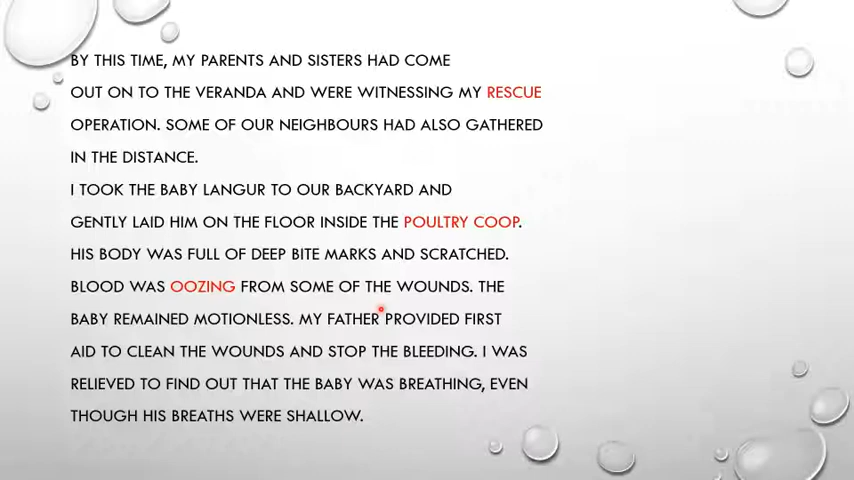 BY THIS TIME, MY PARENTS AND SISTERS HAD COME
OUT ON TO THE VERANDA AND WERE WITNESSING MY RESCUE
OPERATION. SOME OF OUR NEIGHBOURS HAD ALSO GATHERED
IN THE DISTANCE.
I TOOK THE BABY LANGUR TO OUR BACKYARD AND
GENTLY LAID HIM ON THE FLOOR INSIDE THE POULTRY COOP.
HIS BODY WAS FULL OF DEEP BITE MARKS AND SCRATCHED.
BLOOD WAS OOZING FROM SOME OF THE WOUNDS. THE
BABY REMAINED MOTIONLESS. MY FATHER PROVIDED FIRST
AID TO CLEAN THE WOUNDS AND STOP THE BLEEDING. I WAS
RELIEVED TO FIND OUT THAT THE BABY WAS BREATHING, EVEN
THOUGH HIS BREATHS WERE SHALLOW.